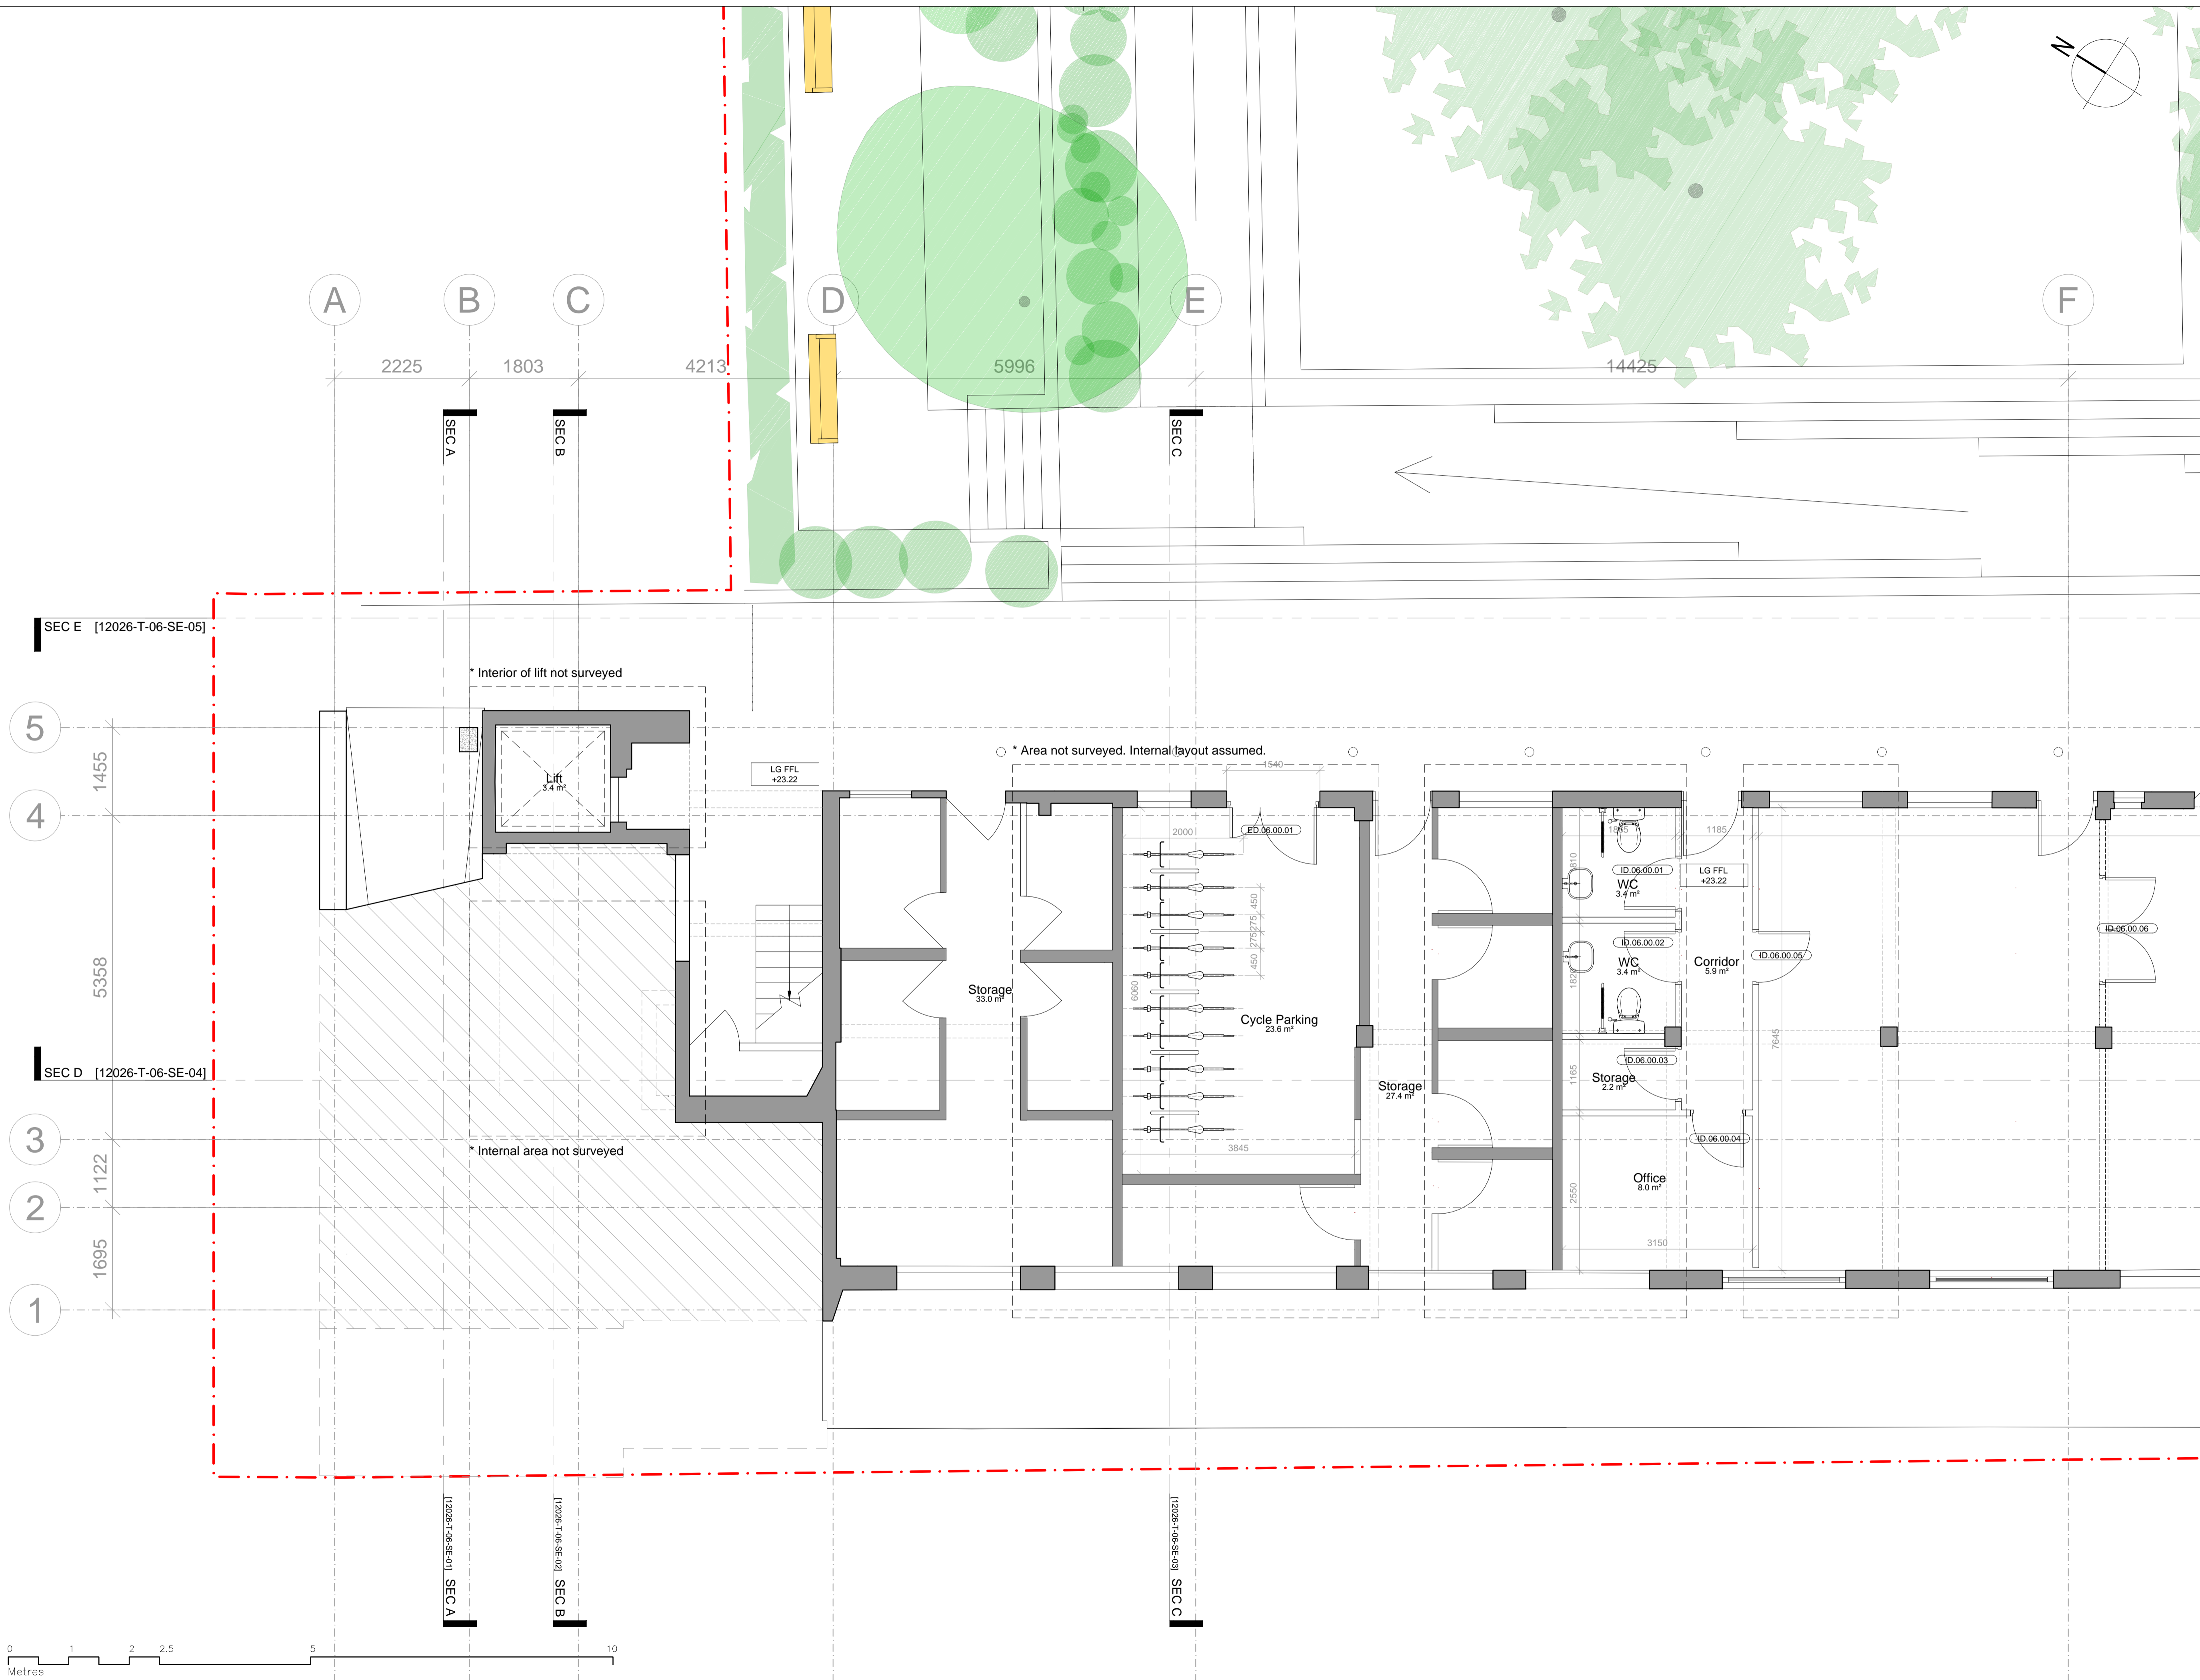 N
A
B
C
D
E
F
2225
1803
4213
5996
14425
SEC A
SEC B
SEC C
SEC E [12026-T-06-SE-05]
* Interior of lift not surveyed
5
1455
4
5358
SEC D [12026-T-06-SE-04]
3
1122
2
1695
1
Lift
3.4 m²
LG FFL
+23.22
* Area not surveyed. Internal layout assumed.
1540
2000
ED.06.00.01
450
275
275
450
6060
Storage
33.0 m²
Cycle Parking
23.6 m²
3845
Storage
27.4 m²
1865
1185
1810
ID.06.00.01
WC
3.4 m²
LG FFL
+23.22
ID.06.00.02
WC
3.4 m²
1820
Corridor
5.9 m²
ID.06.00.05
ID.06.00.06
7645
ID.06.00.03
Storage
2.2 m²
1165
ID.06.00.04
Office
8.0 m²
2550
3150
* Internal area not surveyed
[12026-T-06-SE-01] SEC A
[12026-T-06-SE-02] SEC B
[12026-T-06-SE-03] SEC C
0 1 2 2.5 5 10
Metres